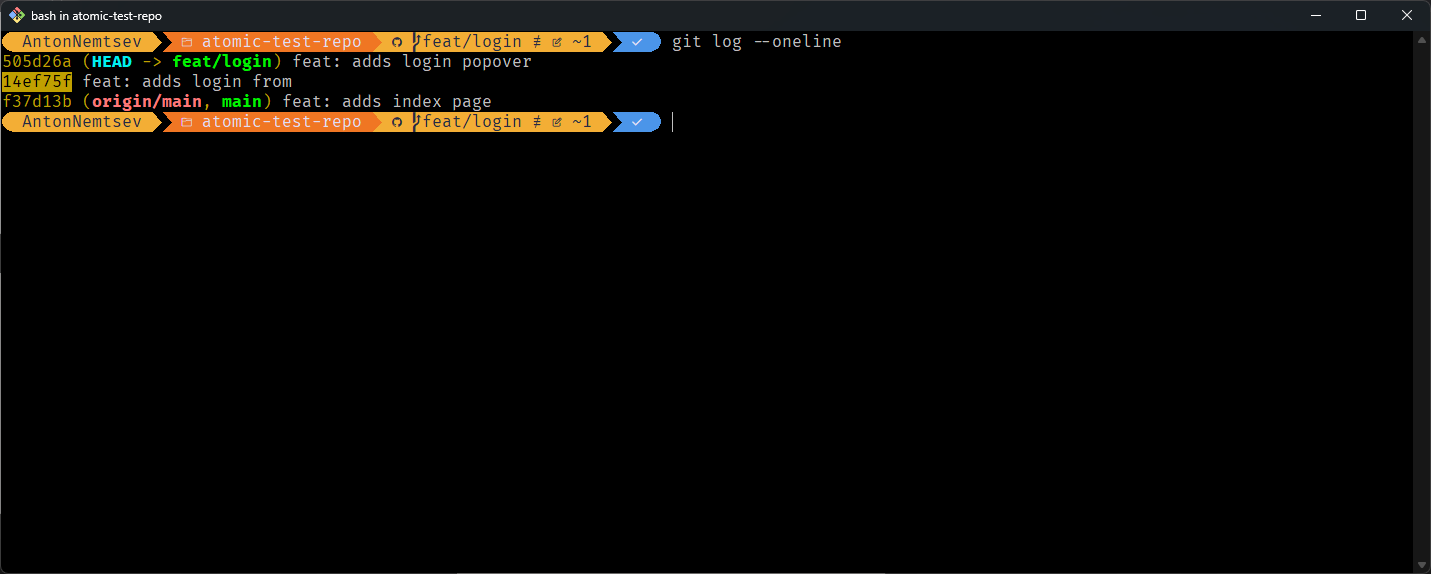 bash in atomic-test-repo
AntonNemtsev atomic-test-repo feat/login ≢ ~1 ✓ git log --oneline
505d26a (HEAD -> feat/login) feat: adds login popover
14ef75f feat: adds login from
f37d13b (origin/main, main) feat: adds index page
AntonNemtsev atomic-test-repo feat/login ≢ ~1 ✓